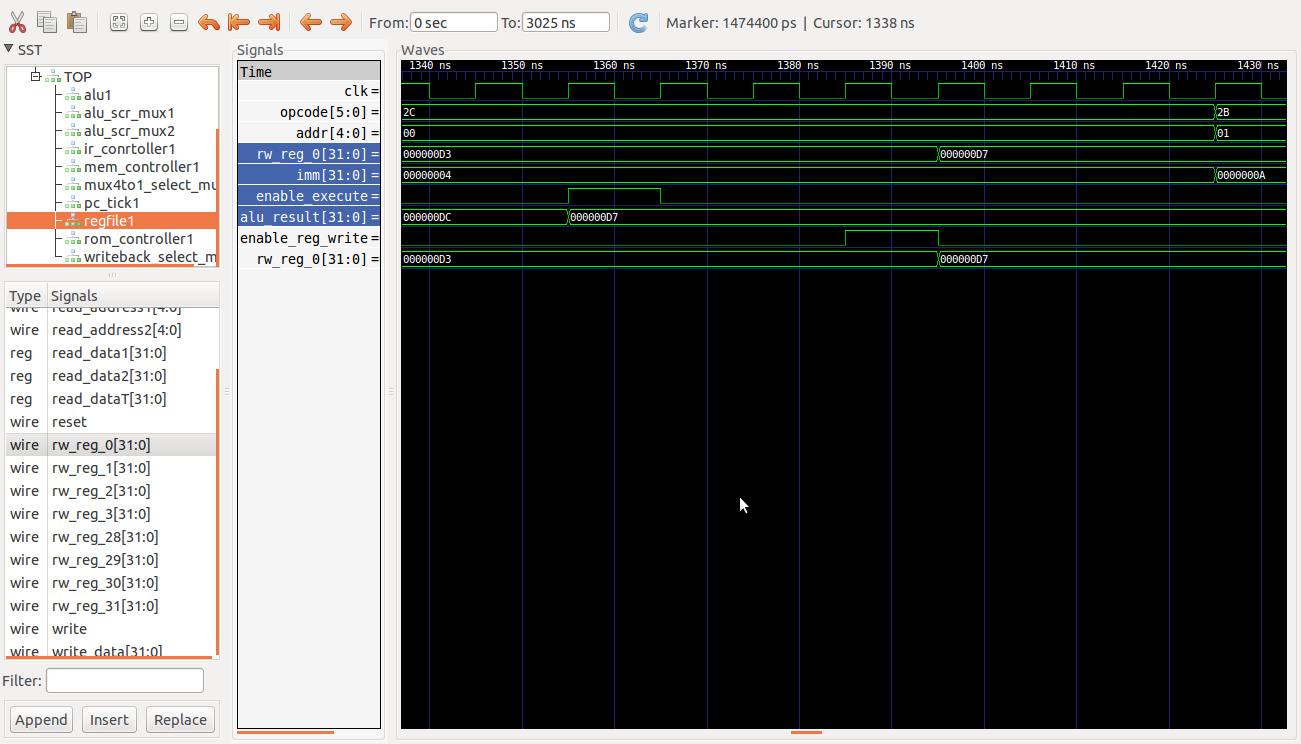 From: 0 sec To: 3025 ns Marker: 1474400 ps | Cursor: 1338 ns
SST
TOP
alu1
alu_scr_mux1
alu_scr_mux2
ir_conrtoller1
mem_controller1
mux4to1_select_mu
pc_tick1
regfile1
rom_controller1
writeback_select_m
Type Signals
wire read_address1[4:0]
wire read_address2[4:0]
reg read_data1[31:0]
reg read_data2[31:0]
reg read_dataT[31:0]
wire reset
wire rw_reg_0[31:0]
wire rw_reg_1[31:0]
wire rw_reg_2[31:0]
wire rw_reg_3[31:0]
wire rw_reg_28[31:0]
wire rw_reg_29[31:0]
wire rw_reg_30[31:0]
wire rw_reg_31[31:0]
wire write
wire write_data[31:0]
Filter:
Append Insert Replace
Signals
Time
clk =
opcode[5:0] =
addr[4:0] =
rw_reg_0[31:0] =
imm[31:0] =
enable_execute =
alu_result[31:0] =
enable_reg_write =
rw_reg_0[31:0] =
Waves
1340 ns 1350 ns 1360 ns 1370 ns 1380 ns 1390 ns 1400 ns 1410 ns 1420 ns 1430 ns
2C 2B
00 01
000000D3 000000D7
00000004 0000000A
000000DC 000000D7
000000D3 000000D7